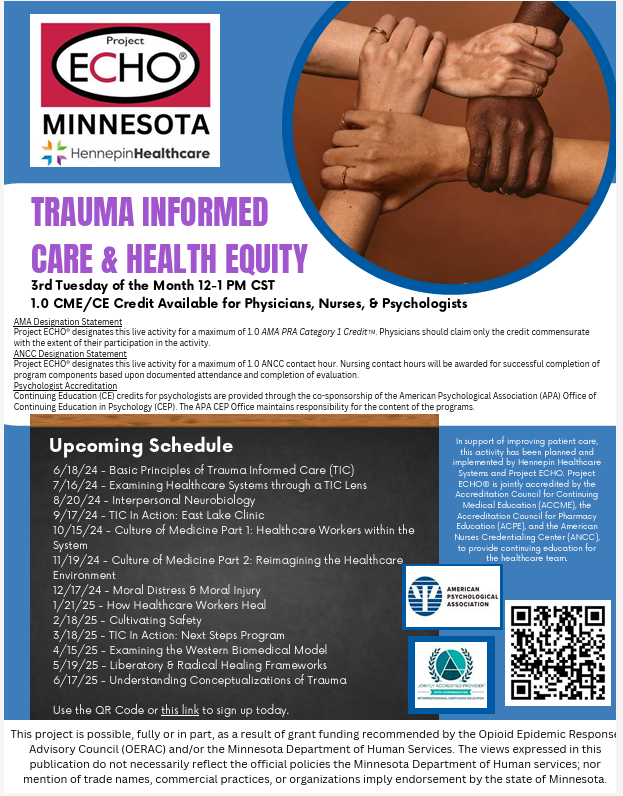 Project
ECHO®
MINNESOTA
HennepinHealthcare
TRAUMA INFORMED
CARE & HEALTH EQUITY
3rd Tuesday of the Month 12-1 PM CST
1.0 CME/CE Credit Available for Physicians, Nurses, & Psychologists
AMA Designation Statement
Project ECHO® designates this live activity for a maximum of 1.0 AMA PRA Category 1 Credit™. Physicians should claim only the credit commensurate
with the extent of their participation in the activity.
ANCC Designation Statement
Project ECHO® designates this live activity for a maximum of 1.0 ANCC contact hour. Nursing contact hours will be awarded for successful completion of
program components based upon documented attendance and completion of evaluation.
Psychologist Accreditation
Continuing Education (CE) credits for psychologists are provided through the co-sponsorship of the American Psychological Association (APA) Office of
Continuing Education in Psychology (CEP). The APA CEP Office maintains responsibility for the content of the programs.
Upcoming Schedule
6/18/24 - Basic Principles of Trauma Informed Care (TIC)
7/16/24 - Examining Healthcare Systems through a TIC Lens
8/20/24 - Interpersonal Neurobiology
9/17/24 - TIC In Action: East Lake Clinic
10/15/24 - Culture of Medicine Part 1: Healthcare Workers within the
System
11/19/24 - Culture of Medicine Part 2: Reimagining the Healthcare
Environment
12/17/24 - Moral Distress & Moral Injury
1/21/25 - How Healthcare Workers Heal
2/18/25 - Cultivating Safety
3/18/25 - TIC In Action: Next Steps Program
4/15/25 - Examining the Western Biomedical Model
5/19/25 - Liberatory & Radical Healing Frameworks
6/17/25 - Understanding Conceptualizations of Trauma
Use the QR Code or this link to sign up today.
In support of improving patient care,
this activity has been planned and
implemented by Hennepin Healthcare
Systems and Project ECHO. Project
ECHO® is jointly accredited by the
Accreditation Council for Continuing
Medical Education (ACCME), the
Accreditation Council for Pharmacy
Education (ACPE), and the American
Nurses Credentialing Center (ANCC),
to provide continuing education for
the healthcare team.
AMERICAN
PSYCHOLOGICAL
ASSOCIATION
JOINTLY ACCREDITED PROVIDER™
WITH COMMENDATION
INTERPROFESSIONAL CONTINUING EDUCATION
This project is possible, fully or in part, as a result of grant funding recommended by the Opioid Epidemic Response
Advisory Council (OERAC) and/or the Minnesota Department of Human Services. The views expressed in this
publication do not necessarily reflect the official policies the Minnesota Department of Human services; nor
mention of trade names, commercial practices, or organizations imply endorsement by the state of Minnesota.